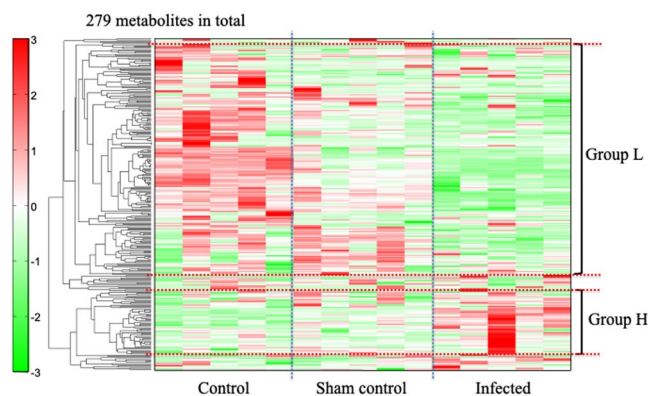 279 metabolites in total
3
2
1
0
-1
-2
-3
Group L
Group H
Control Sham control Infected